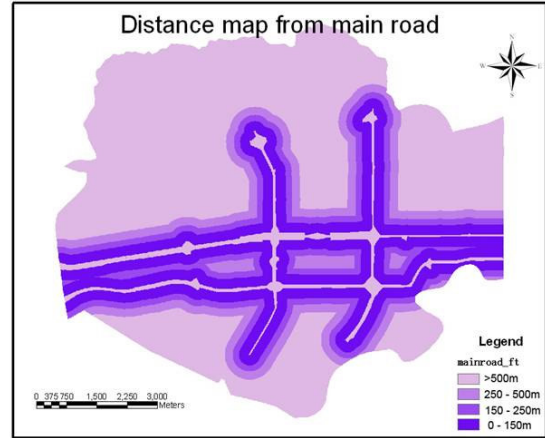 Distance map from main road
N
W E
S
Legend
mainroad_ft
>500m
250 - 500m
150 - 250m
0 - 150m
0 375 750 1,500 2,250 3,000
Meters